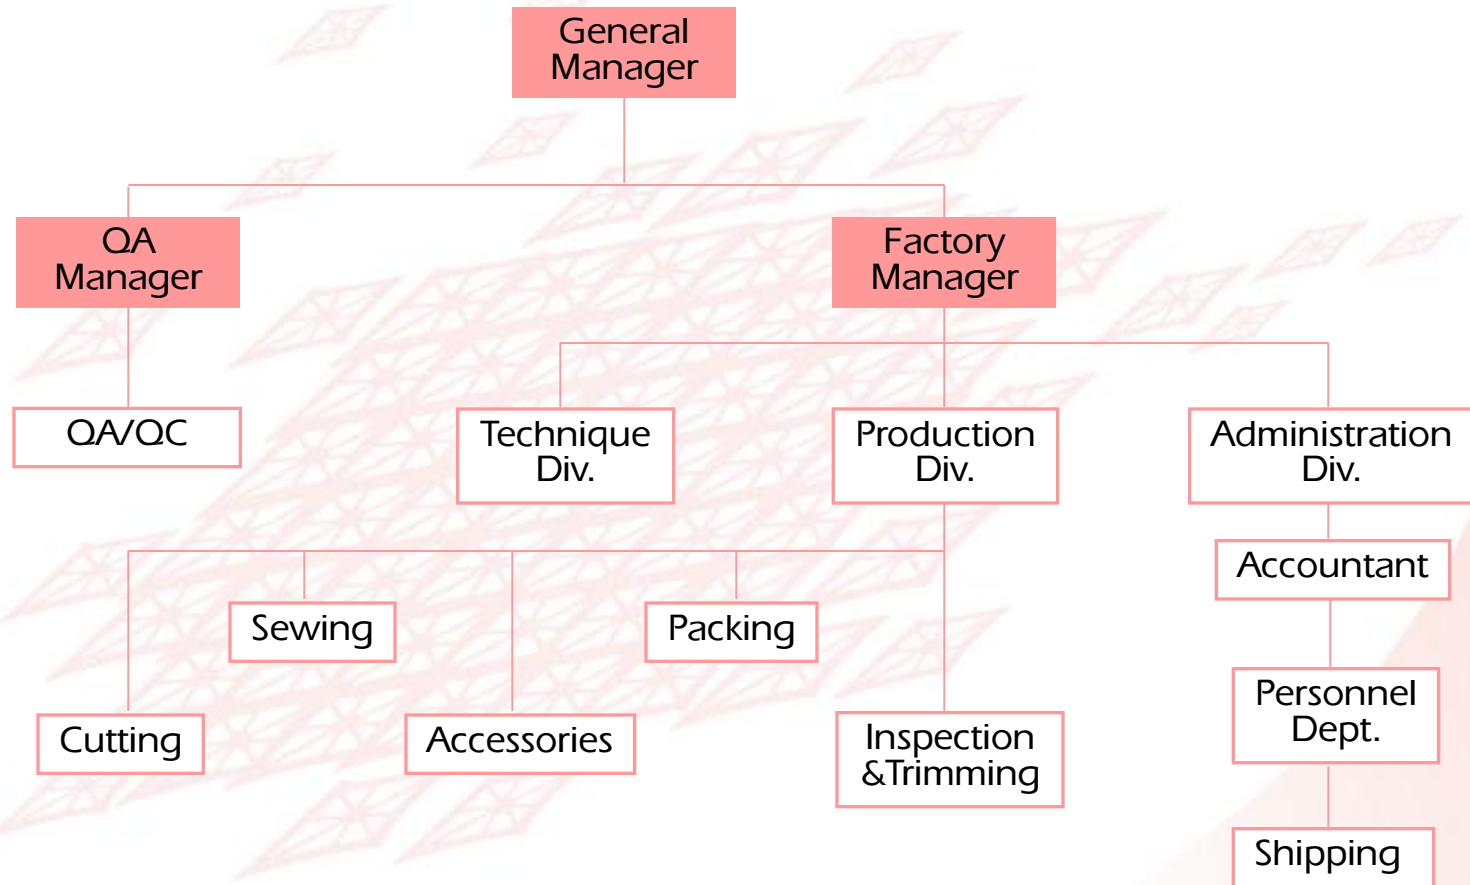 General
Manager
QA
Manager
Factory
Manager
QA/QC
Technique
Div.
Production
Div.
Administration
Div.
Accountant
Sewing
Packing
Personnel
Dept.
Cutting
Accessories
Inspection
&Trimming
Shipping